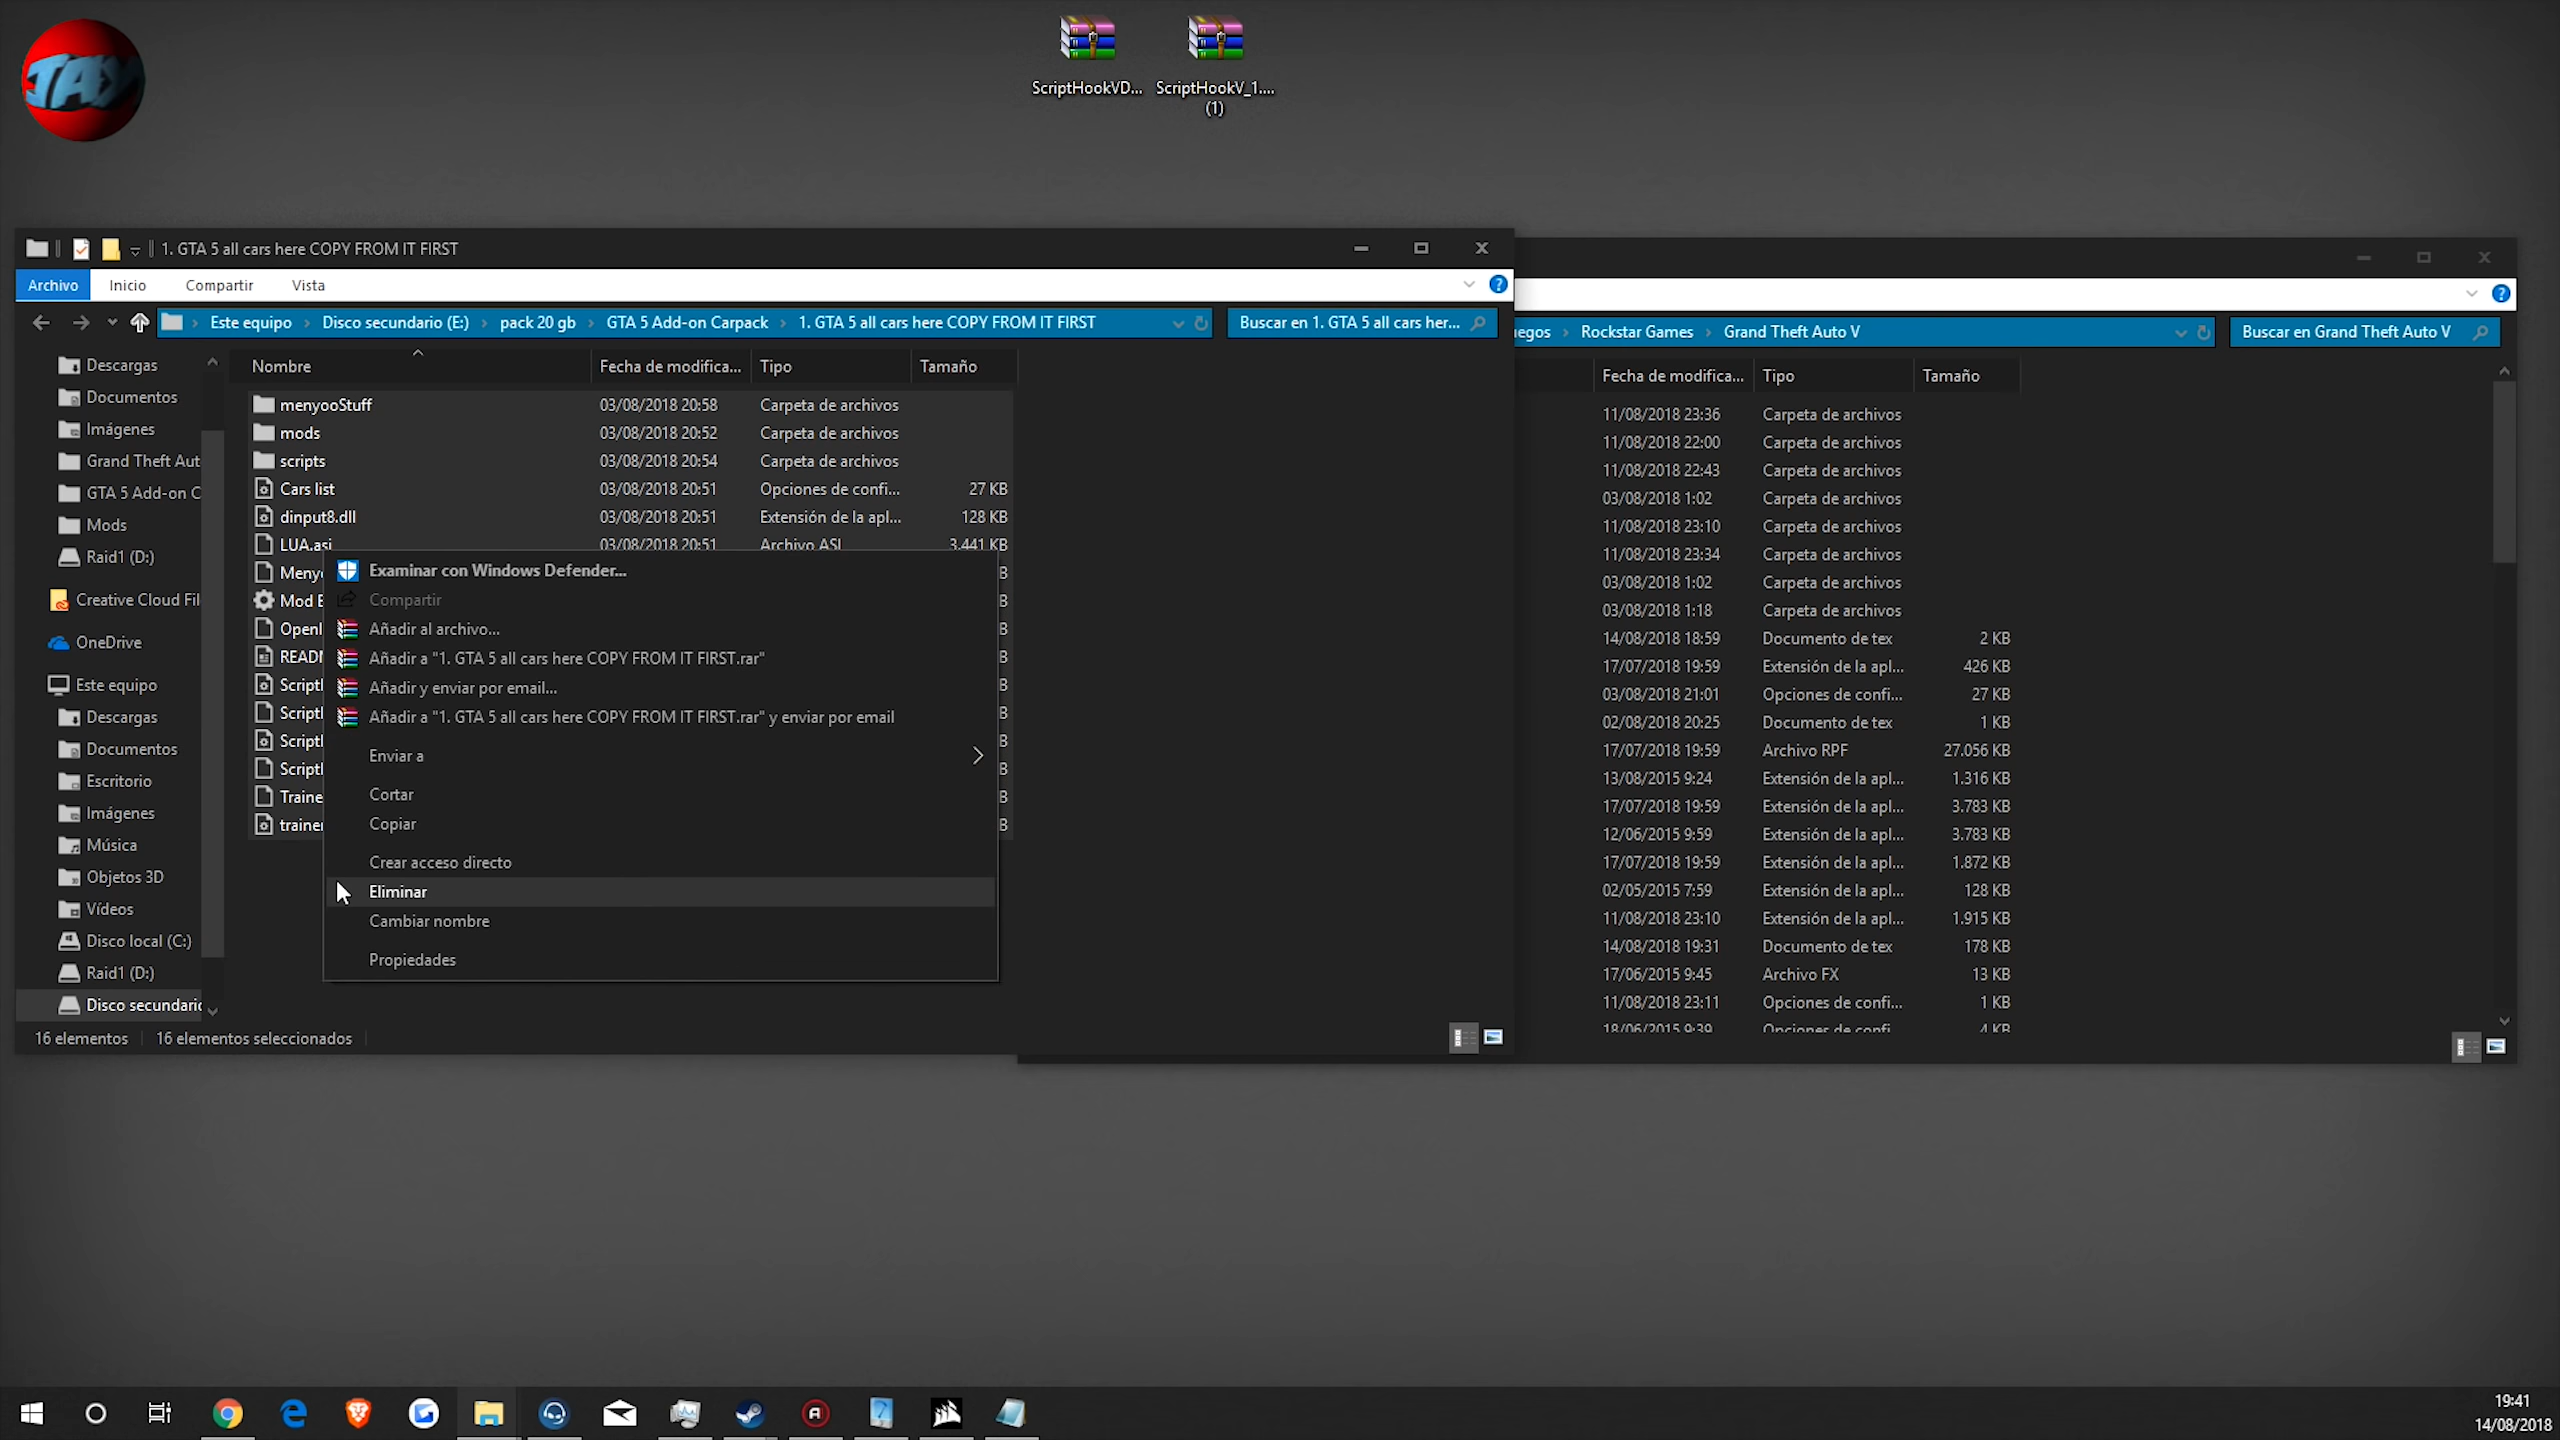 JAY
ScriptHookVD...
ScriptHookV_1....
(1)
1. GTA 5 all cars here COPY FROM IT FIRST
Archivo
Inicio
Compartir
Vista
Este equipo
Disco secundario (E:)
pack 20 gb
GTA 5 Add-on Carpack
1. GTA 5 all cars here COPY FROM IT FIRST
Buscar en 1. GTA 5 all cars her...
Descargas
Documentos
Imágenes
Grand Theft Aut
GTA 5 Add-on C
Mods
Raid1 (D:)
Creative Cloud Fil
OneDrive
Este equipo
Descargas
Documentos
Escritorio
Imágenes
Música
Objetos 3D
Vídeos
Disco local (C:)
Raid1 (D:)
Disco secundario
Nombre Fecha de modifica... Tipo Tamaño
menyooStuff 03/08/2018 20:58 Carpeta de archivos
mods 03/08/2018 20:52 Carpeta de archivos
scripts 03/08/2018 20:54 Carpeta de archivos
Cars list 03/08/2018 20:51 Opciones de confi... 27 KB
dinput8.dll 03/08/2018 20:51 Extensión de la apl... 128 KB
LUA.asi 03/08/2018 20:51 Archivo ASI 3.441 KB
Menyo B
Mod E B
OpenI B
READM B
ScriptH B
ScriptH B
ScriptH B
ScriptH B
Traine B
trainer B
Examinar con Windows Defender...
Compartir
Añadir al archivo...
Añadir a "1. GTA 5 all cars here COPY FROM IT FIRST.rar"
Añadir y enviar por email...
Añadir a "1. GTA 5 all cars here COPY FROM IT FIRST.rar" y enviar por email
Enviar a
Cortar
Copiar
Crear acceso directo
Eliminar
Cambiar nombre
Propiedades
16 elementos 16 elementos seleccionados
uegos
Rockstar Games
Grand Theft Auto V
Buscar en Grand Theft Auto V
Fecha de modifica... Tipo Tamaño
11/08/2018 23:36 Carpeta de archivos
11/08/2018 22:00 Carpeta de archivos
11/08/2018 22:43 Carpeta de archivos
03/08/2018 1:02 Carpeta de archivos
11/08/2018 23:10 Carpeta de archivos
11/08/2018 23:34 Carpeta de archivos
03/08/2018 1:02 Carpeta de archivos
03/08/2018 1:18 Carpeta de archivos
14/08/2018 18:59 Documento de tex 2 KB
17/07/2018 19:59 Extensión de la apl... 426 KB
03/08/2018 21:01 Opciones de confi... 27 KB
02/08/2018 20:25 Documento de tex 1 KB
17/07/2018 19:59 Archivo RPF 27.056 KB
13/08/2015 9:24 Extensión de la apl... 1.316 KB
17/07/2018 19:59 Extensión de la apl... 3.783 KB
12/06/2015 9:59 Extensión de la apl... 3.783 KB
17/07/2018 19:59 Extensión de la apl... 1.872 KB
02/05/2015 7:59 Extensión de la apl... 128 KB
11/08/2018 23:10 Extensión de la apl... 1.915 KB
14/08/2018 19:31 Documento de tex 178 KB
17/06/2015 9:45 Archivo FX 13 KB
11/08/2018 23:11 Opciones de confi... 1 KB
18/06/2015 9:39 Opciones de confi 4 KB
19:41
14/08/2018